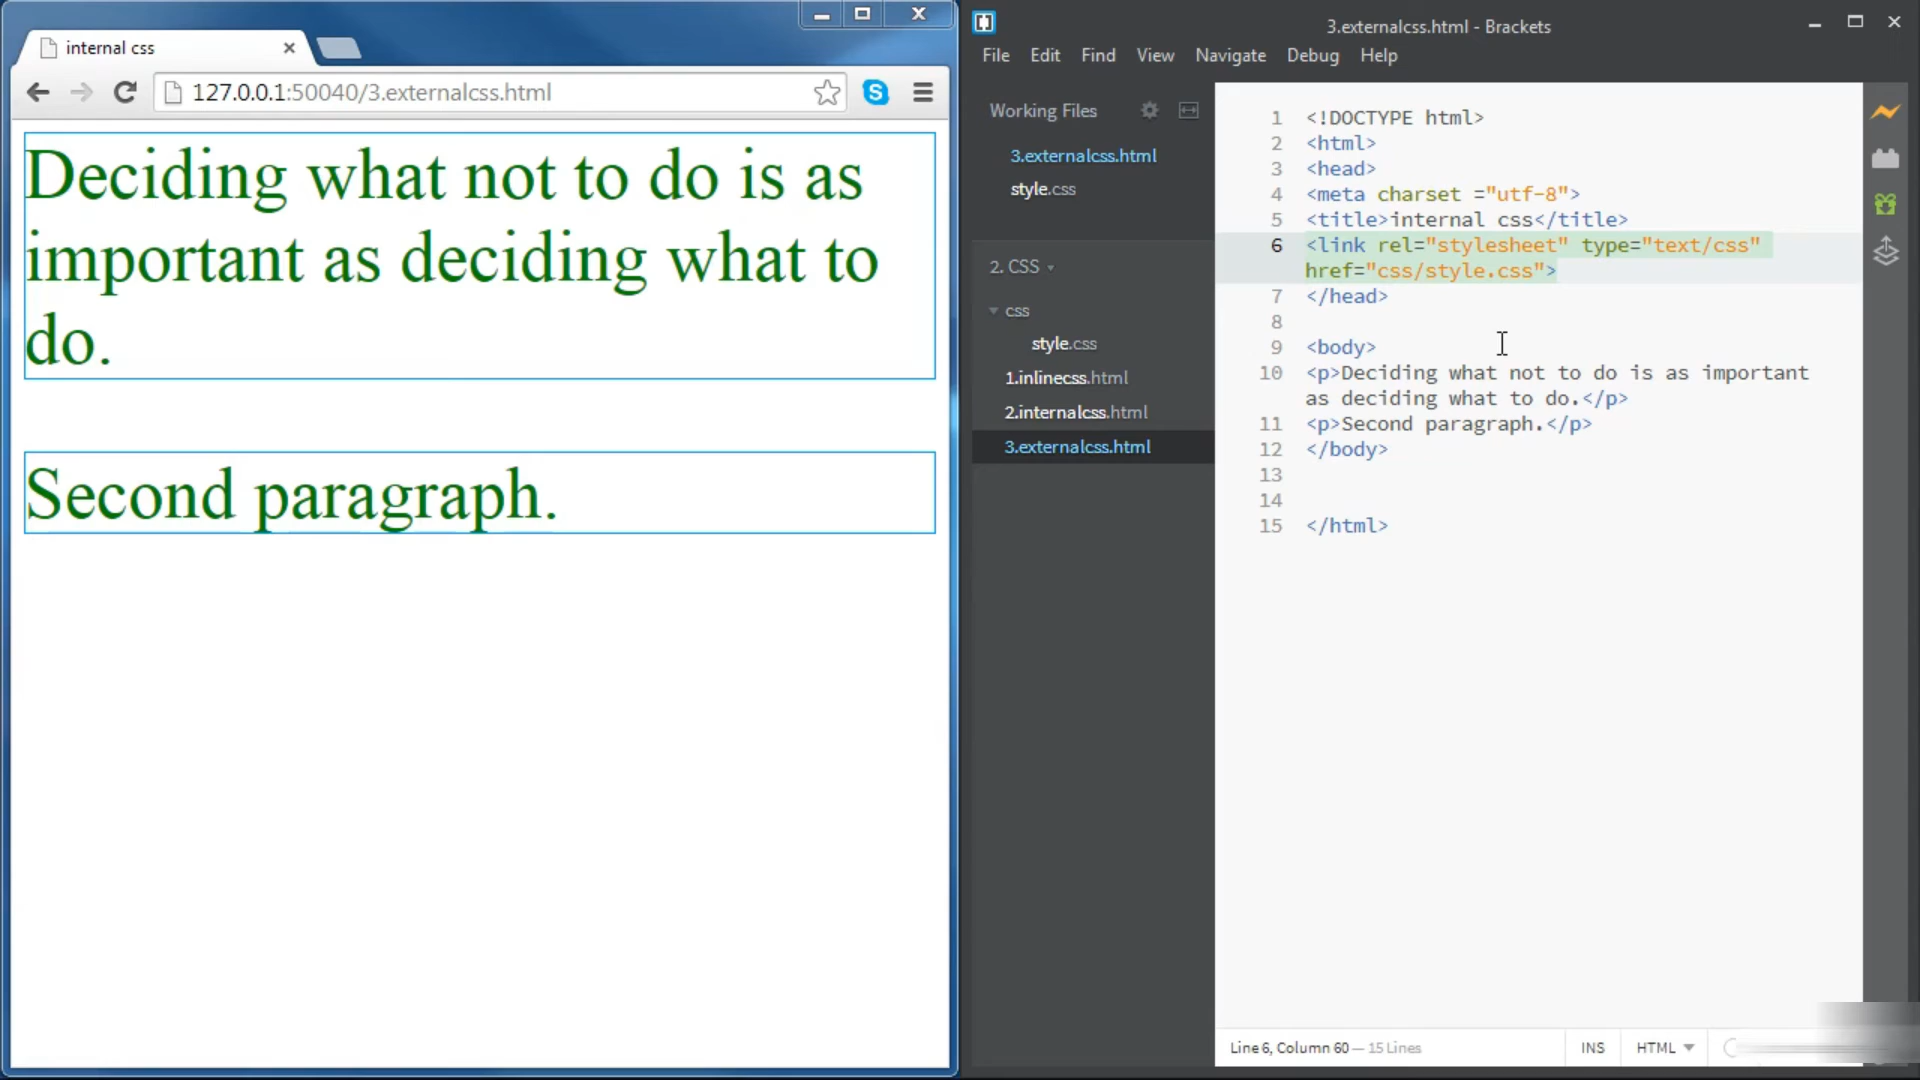 internal css
127.0.0.1:50040/3.externalcss.html
Deciding what not to do is as
important as deciding what to
do.
Second paragraph.
3.externalcss.html - Brackets
File Edit Find View Navigate Debug Help
Working Files
3.externalcss.html
style.css
2. CSS
css
style.css
1.inlinecss.html
2.internalcss.html
3.externalcss.html
1 <!DOCTYPE html>
2 <html>
3 <head>
4 <meta charset ="utf-8">
5 <title>internal css</title>
6 <link rel="stylesheet" type="text/css"
href="css/style.css">
7 </head>
8
9 <body>
10 <p>Deciding what not to do is as important
as deciding what to do.</p>
11 <p>Second paragraph.</p>
12 </body>
13
14
15 </html>
Line 6, Column 60 — 15 Lines
INS
HTML